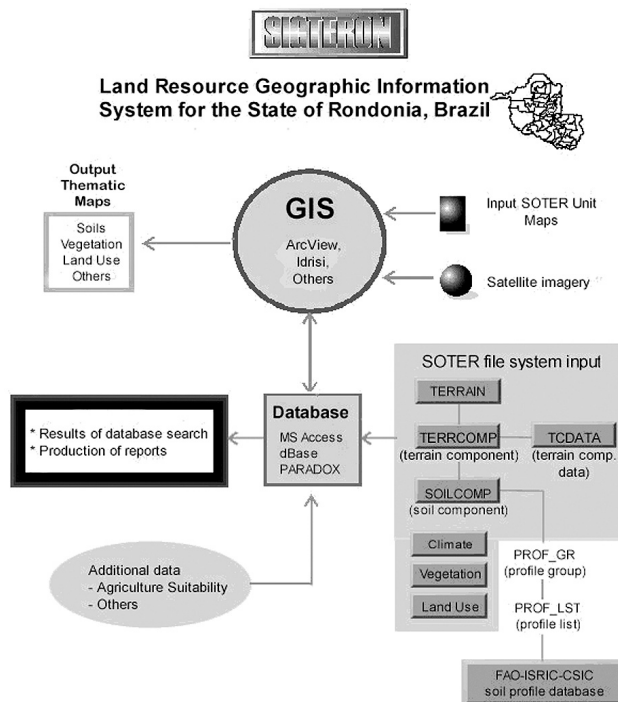 SIGTERON
Land Resource Geographic Information
System for the State of Rondonia, Brazil
Output
Thematic
Maps
Soils
Vegetation
Land Use
Others
GIS
ArcView,
Idrisi,
Others
Input SOTER Unit
Maps
Satellite imagery
SOTER file system input
TERRAIN
TERRCOMP
(terrain component)
TCDATA
(terrain comp.
data)
SOILCOMP
(soil component)
Database
MS Access
dBase
PARADOX
* Results of database search
* Production of reports
Climate
Vegetation
Land Use
PROF_GR
(profile group)
PROF_LST
(profile list)
Additional data
- Agriculture Suitability
- Others
FAO-ISRIC-CSIC
soil profile database